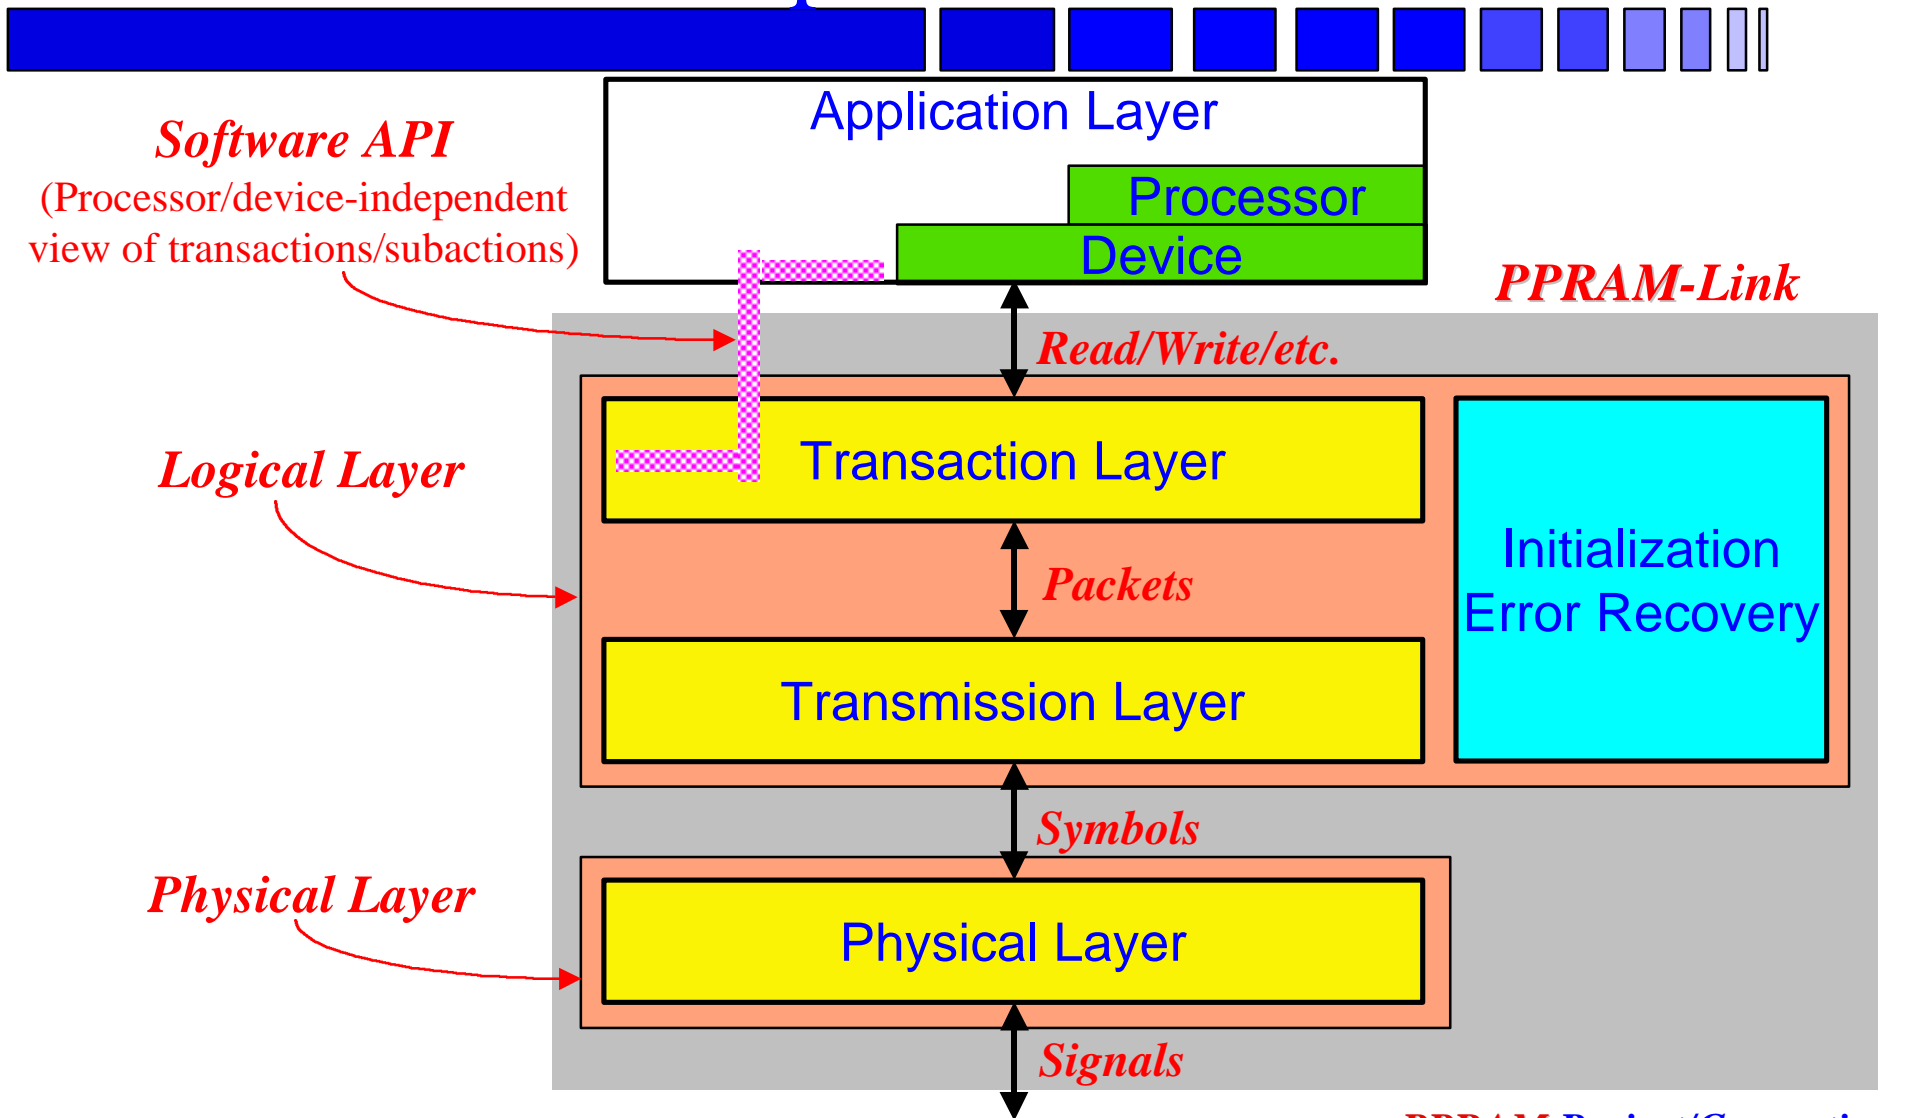 Application Layer
Software API
(Processor/device-independent
view of transactions/subactions)
Processor
Device
PPRAM-Link
Read/Write/etc.
Transaction Layer
Logical Layer
Initialization
Error Recovery
Packets
Transmission Layer
Symbols
Physical Layer
Physical Layer
Signals